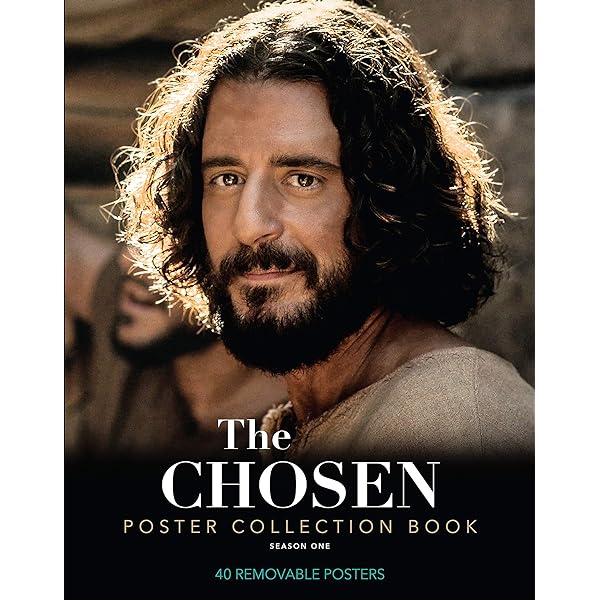 The
CHOSEN
POSTER COLLECTION BOOK
SEASON ONE
40 REMOVABLE POSTERS